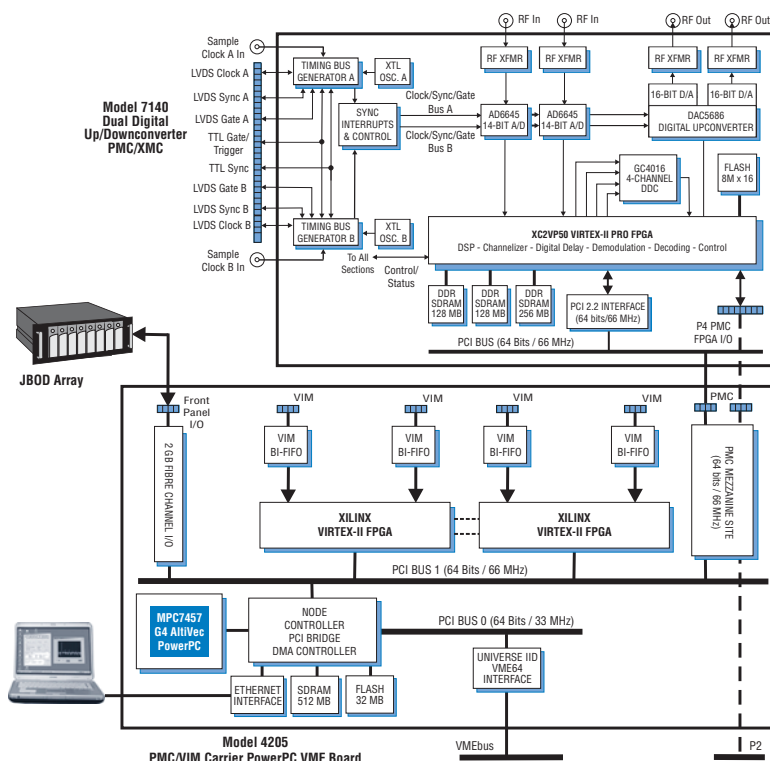 RF In
RF In
RF Out
RF Out
Sample
Clock A In
LVDS Clock A
LVDS Sync A
LVDS Gate A
TTL Gate/
Trigger
TTL Sync
LVDS Gate B
LVDS Sync B
LVDS Clock B
Sample
Clock B In
Model 7140
Dual Digital
Up/Downconverter
PMC/XMC
TIMING BUS
GENERATOR A
XTL
OSC. A
SYNC
INTERRUPTS
& CONTROL
TIMING BUS
GENERATOR B
XTL
OSC. B
Clock/Sync/Gate
Bus A
Clock/Sync/Gate
Bus B
RF XFMR
RF XFMR
RF XFMR
RF XFMR
AD6645
14-BIT A/D
AD6645
14-BIT A/D
16-BIT D/A
16-BIT D/A
DAC5686
DIGITAL UPCONVERTER
GC4016
4-CHANNEL
DDC
FLASH
8M x 16
XC2VP50 VIRTEX-II PRO FPGA
DSP - Channelizer - Digital Delay - Demodulation - Decoding - Control
To All
Sections
Control/
Status
DDR
SDRAM
128 MB
DDR
SDRAM
128 MB
DDR
SDRAM
256 MB
PCI 2.2 INTERFACE
(64 bits/66 MHz)
P4 PMC
FPGA I/O
PCI BUS (64 Bits / 66 MHz)
JBOD Array
Front
Panel
I/O
VIM
VIM
VIM
VIM
PMC
2 GB FIBRE CHANNEL I/O
VIM
BI-FIFO
VIM
BI-FIFO
VIM
BI-FIFO
VIM
BI-FIFO
PMC MEZZANINE SITE
(64 bits / 66 MHz)
XILINX
VIRTEX-II FPGA
XILINX
VIRTEX-II FPGA
PCI BUS 1 (64 Bits / 66 MHz)
MPC7457
G4 AltiVec
PowerPC
NODE
CONTROLLER
PCI BRIDGE
DMA CONTROLLER
PCI BUS 0 (64 Bits / 33 MHz)
UNIVERSE IID
VME64
INTERFACE
ETHERNET
INTERFACE
SDRAM
512 MB
FLASH
32 MB
Model 4205
PMC/VIM Carrier PowerPC VME Board
VMEbus
P2